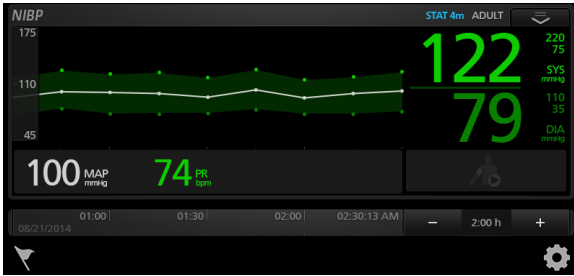 NIBP STAT 4m ADULT
175
110
45
122
79
220
75
SYS
mmHg
110
35
DIA
mmHg
100 MAP
mmHg
74 PR
bpm
01:00 01:30 02:00 02:30:13 AM
08/21/2014
− 2:00 h +